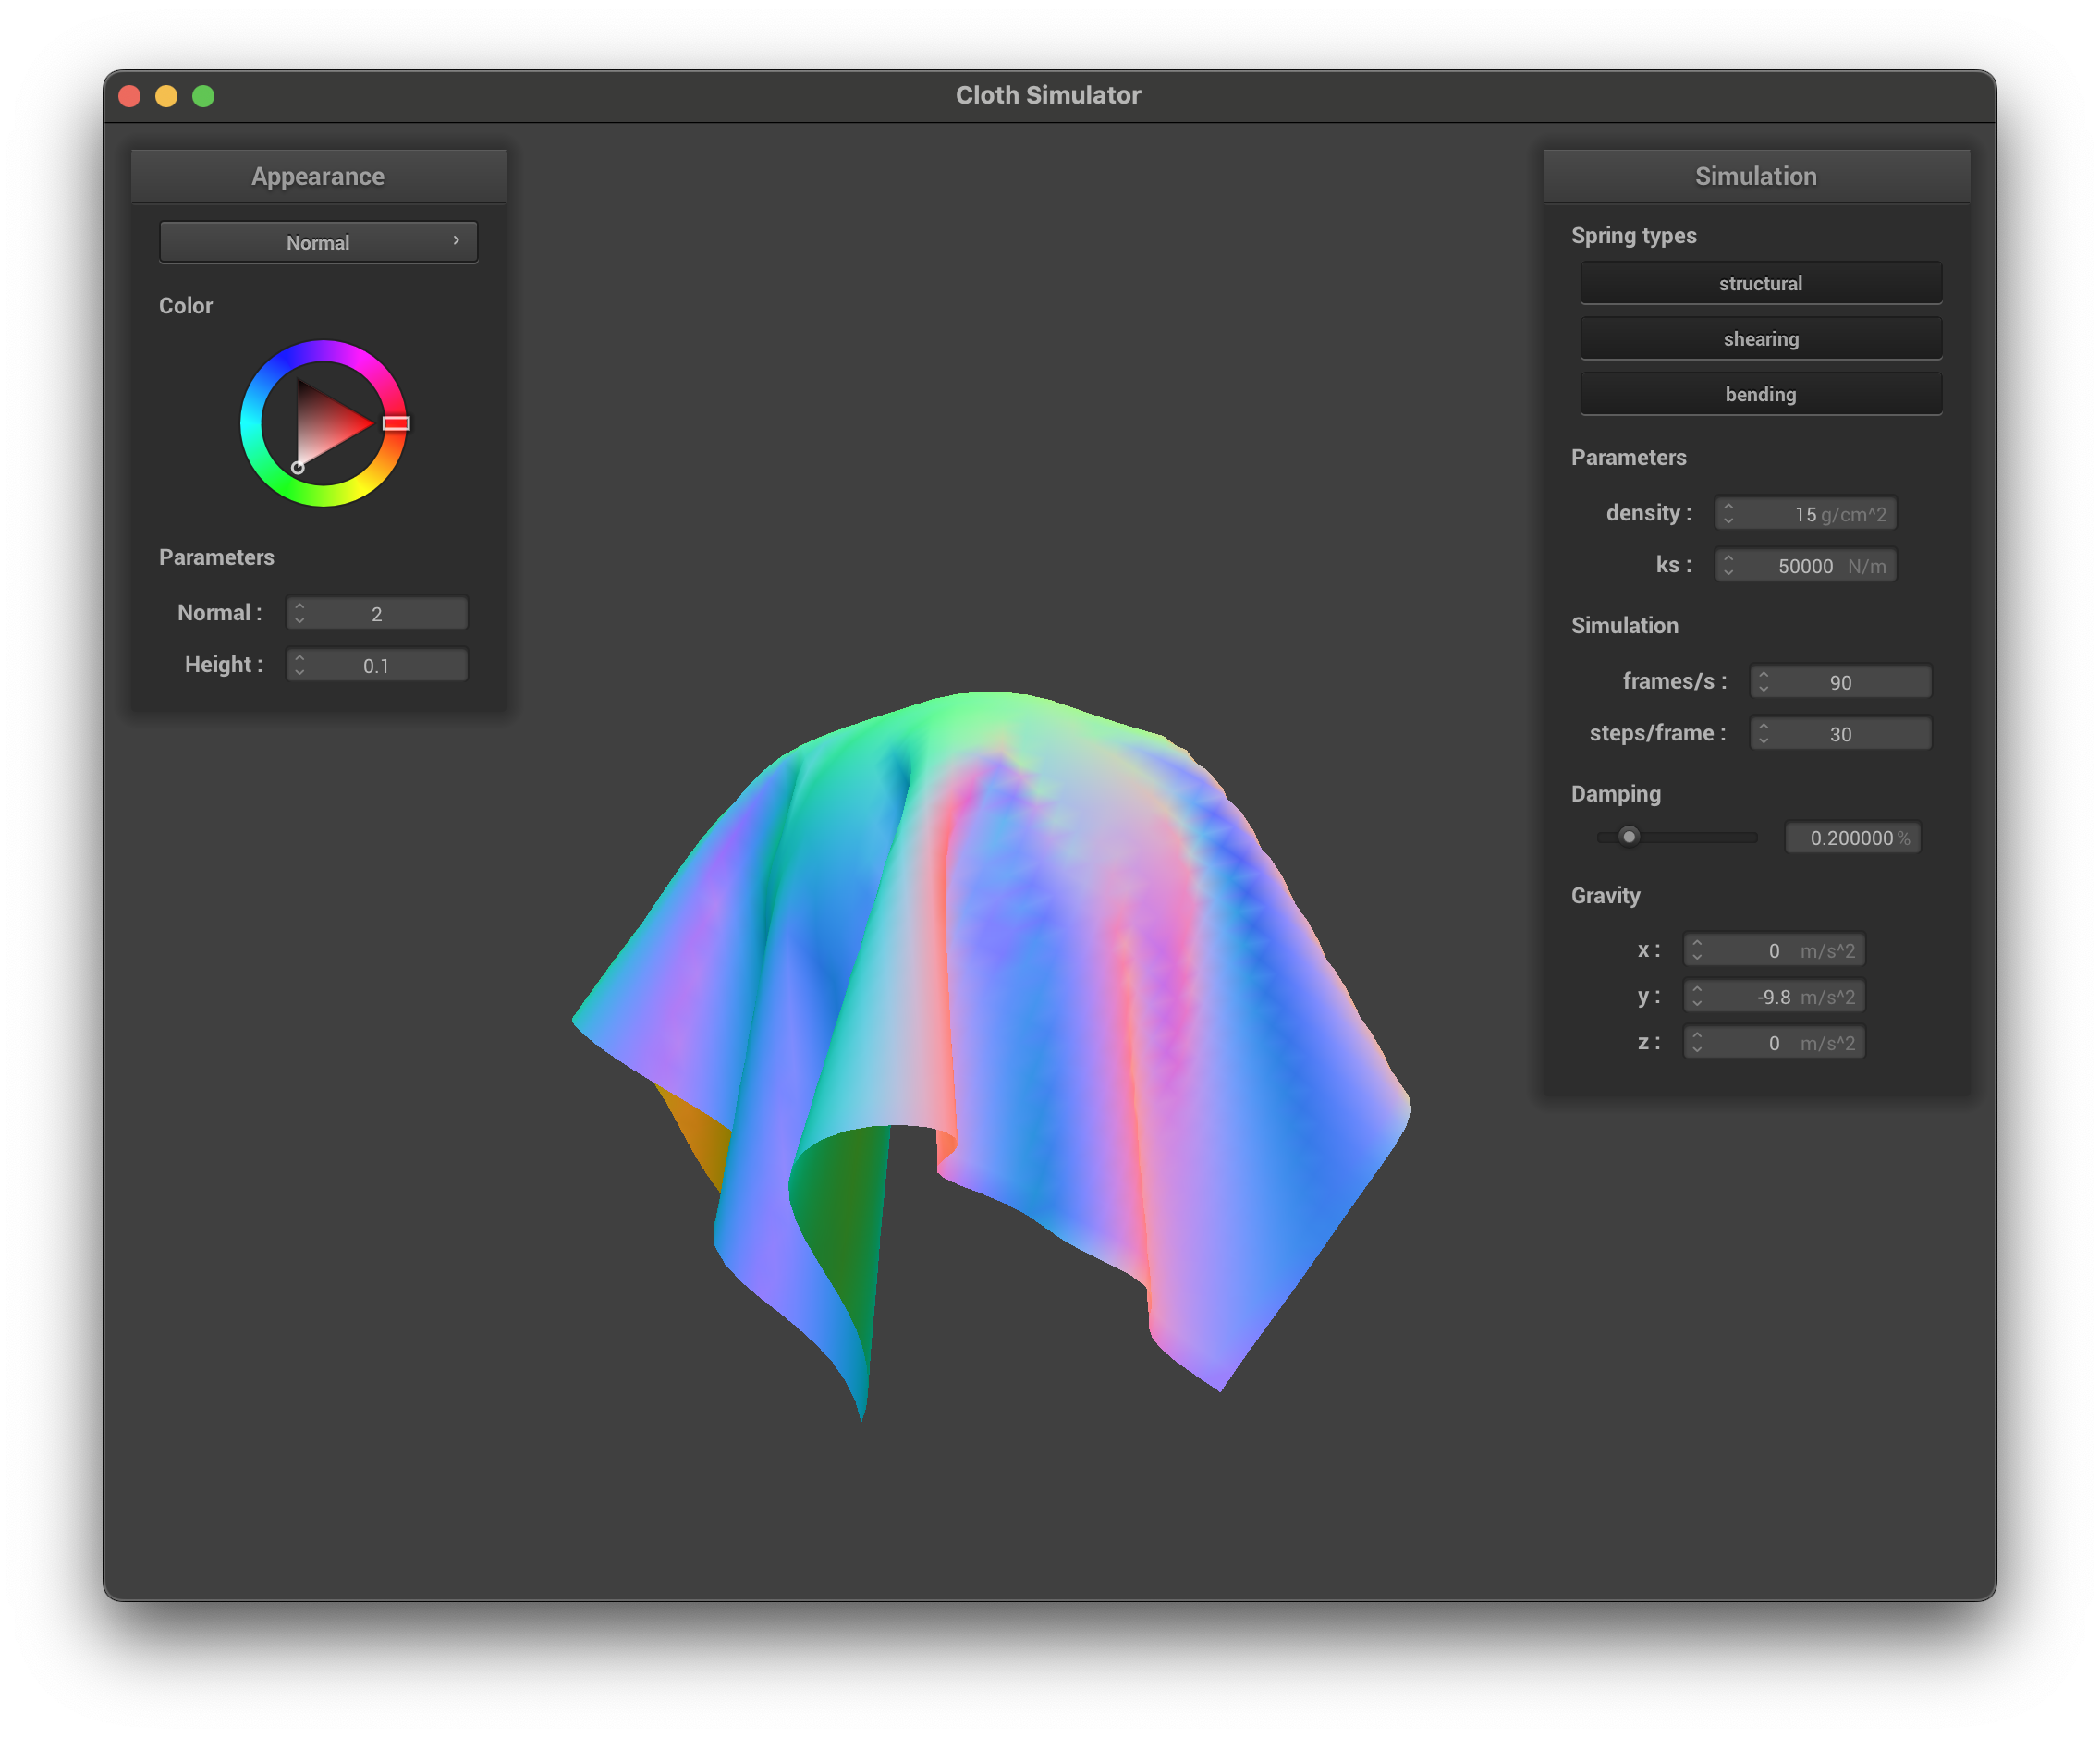 Cloth Simulator
Appearance
Normal
Color
Parameters
Normal :
2
Height :
0.1
Simulation
Spring types
structural
shearing
bending
Parameters
density :
15 g/cm^2
ks :
50000 N/m
Simulation
frames/s :
90
steps/frame :
30
Damping
0.200000 %
Gravity
x :
0 m/s^2
y :
-9.8 m/s^2
z :
0 m/s^2